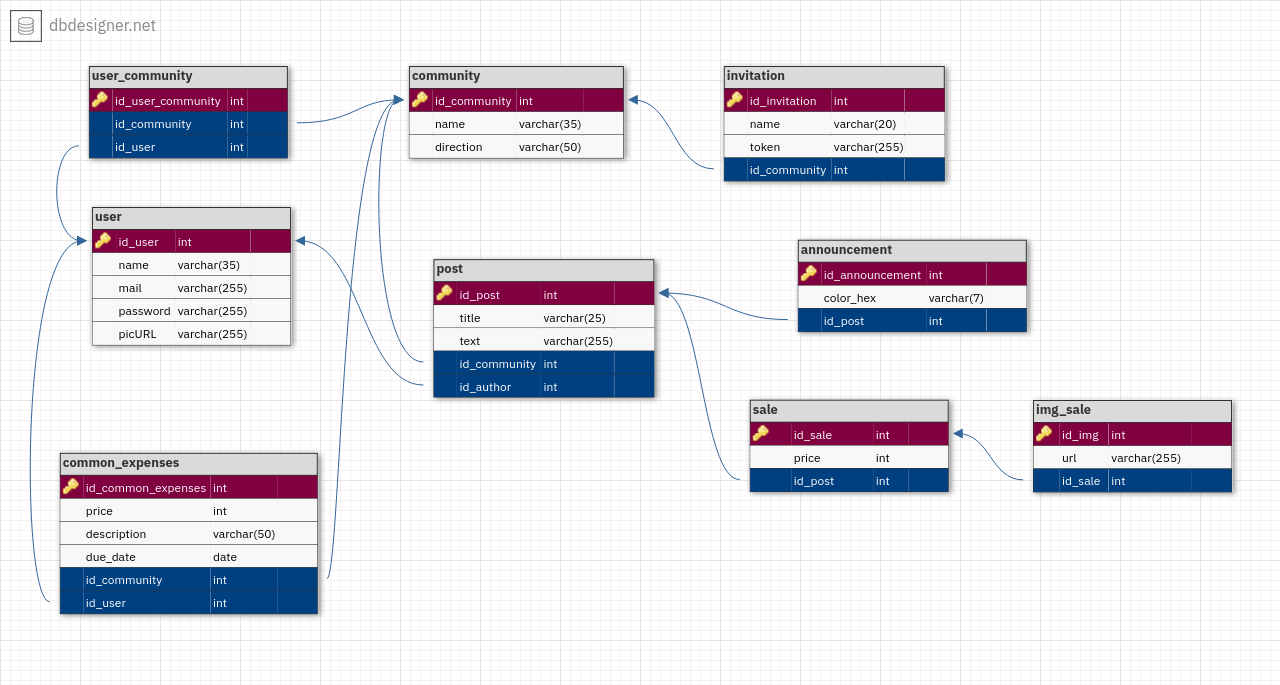 dbdesigner.net
user_community
id_user_community int
id_community int
id_user int
community
id_community int
name varchar(35)
direction varchar(50)
invitation
id_invitation int
name varchar(20)
token varchar(255)
id_community int
user
id_user int
name varchar(35)
mail varchar(255)
password varchar(255)
picURL varchar(255)
post
id_post int
title varchar(25)
text varchar(255)
id_community int
id_author int
announcement
id_announcement int
color_hex varchar(7)
id_post int
sale
id_sale int
price int
id_post int
img_sale
id_img int
url varchar(255)
id_sale int
common_expenses
id_common_expenses int
price int
description varchar(50)
due_date date
id_community int
id_user int